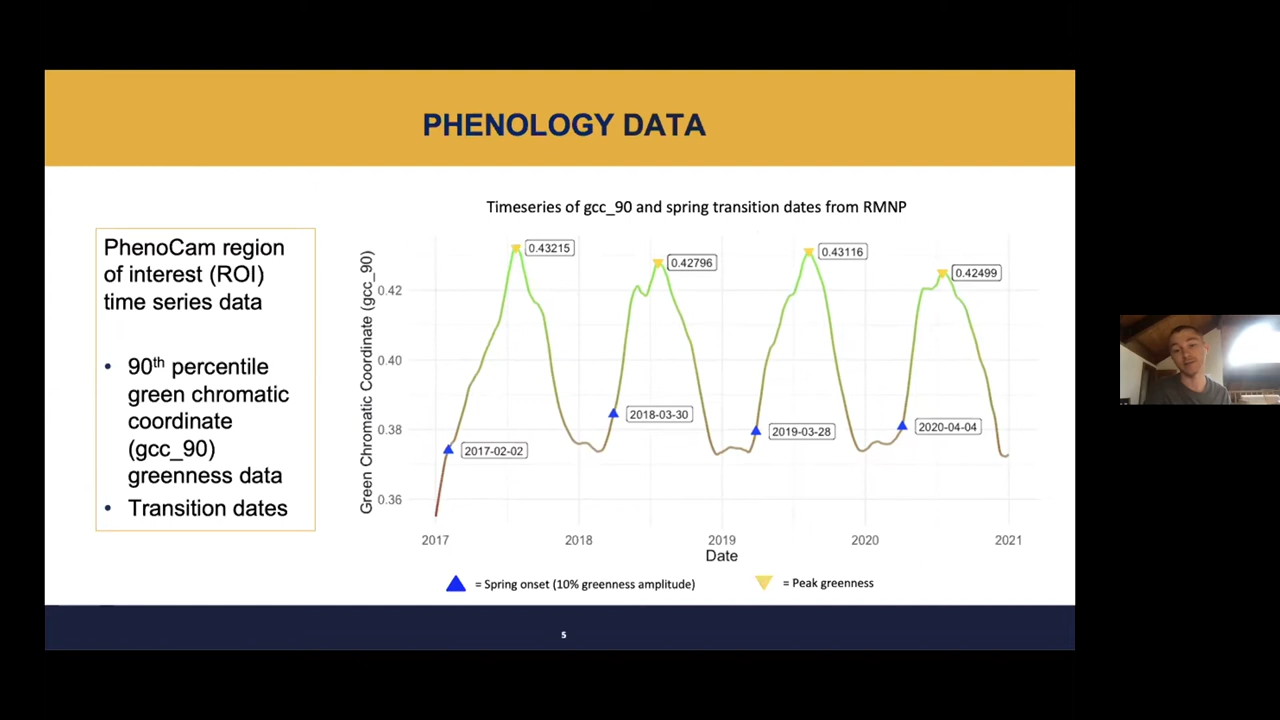 PHENOLOGY DATA
PhenoCam region
of interest (ROI)
time series data
• 90th percentile
green chromatic
coordinate
(gcc_90)
greenness data
• Transition dates
Timeseries of gcc_90 and spring transition dates from RMNP
Green Chromatic Coordinate (gcc_90)
0.42
0.40
0.38
0.36
0.43215
0.42796
0.43116
0.42499
2017-02-02
2018-03-30
2019-03-28
2020-04-04
2017
2018
2019
2020
2021
Date
= Spring onset (10% greenness amplitude)
= Peak greenness
5